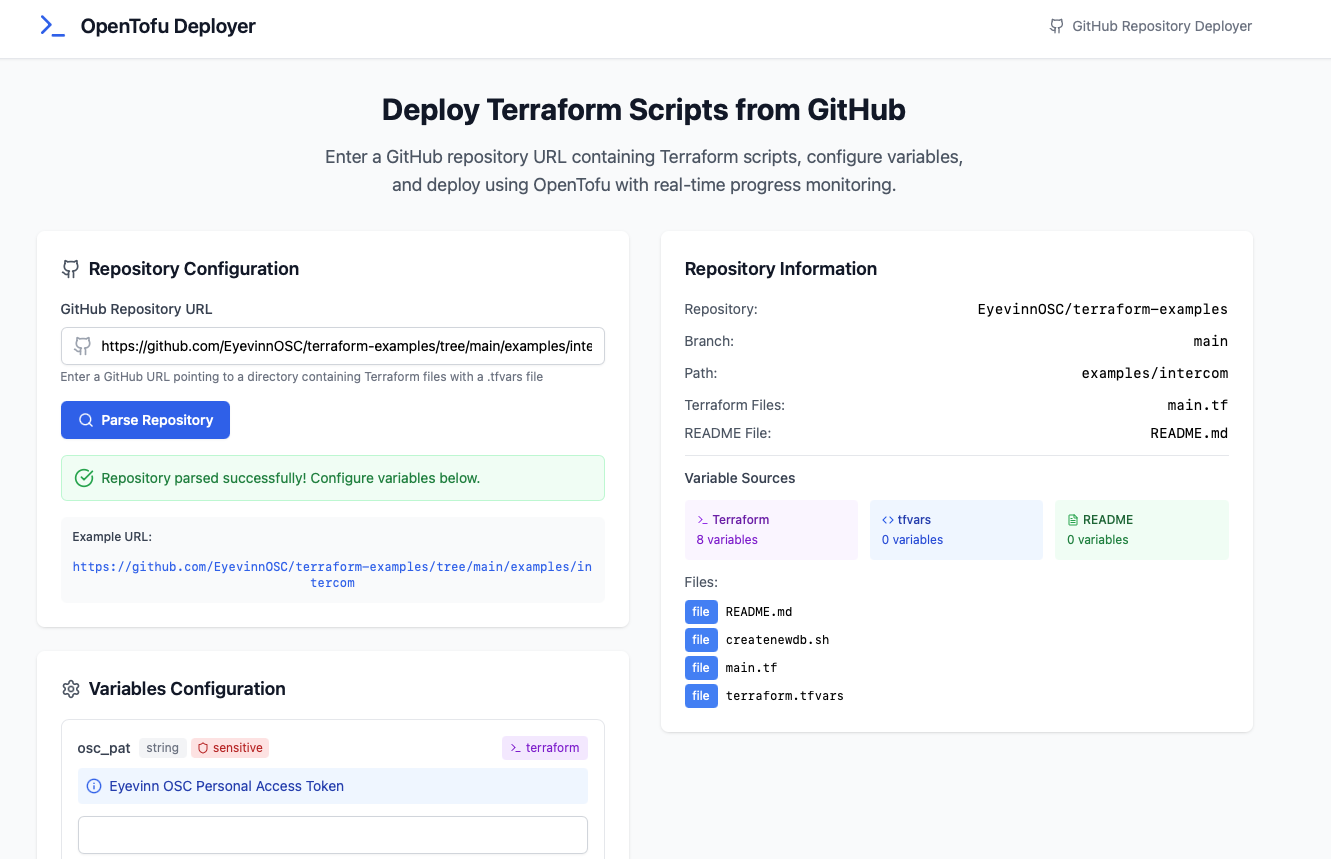 OpenTofu Deployer
GitHub Repository Deployer
Deploy Terraform Scripts from GitHub
Enter a GitHub repository URL containing Terraform scripts, configure variables,
and deploy using OpenTofu with real-time progress monitoring.
Repository Configuration
GitHub Repository URL
https://github.com/EyevinnOSC/terraform-examples/tree/main/examples/inte
Enter a GitHub URL pointing to a directory containing Terraform files with a .tfvars file
Parse Repository
Repository parsed successfully! Configure variables below.
Example URL:
https://github.com/EyevinnOSC/terraform-examples/tree/main/examples/in
tercom
Variables Configuration
osc_pat string sensitive terraform
Eyevinn OSC Personal Access Token
Repository Information
Repository: EyevinnOSC/terraform-examples
Branch: main
Path: examples/intercom
Terraform Files: main.tf
README File: README.md
Variable Sources
Terraform
8 variables
tfvars
0 variables
README
0 variables
Files:
file README.md
file createnewdb.sh
file main.tf
file terraform.tfvars